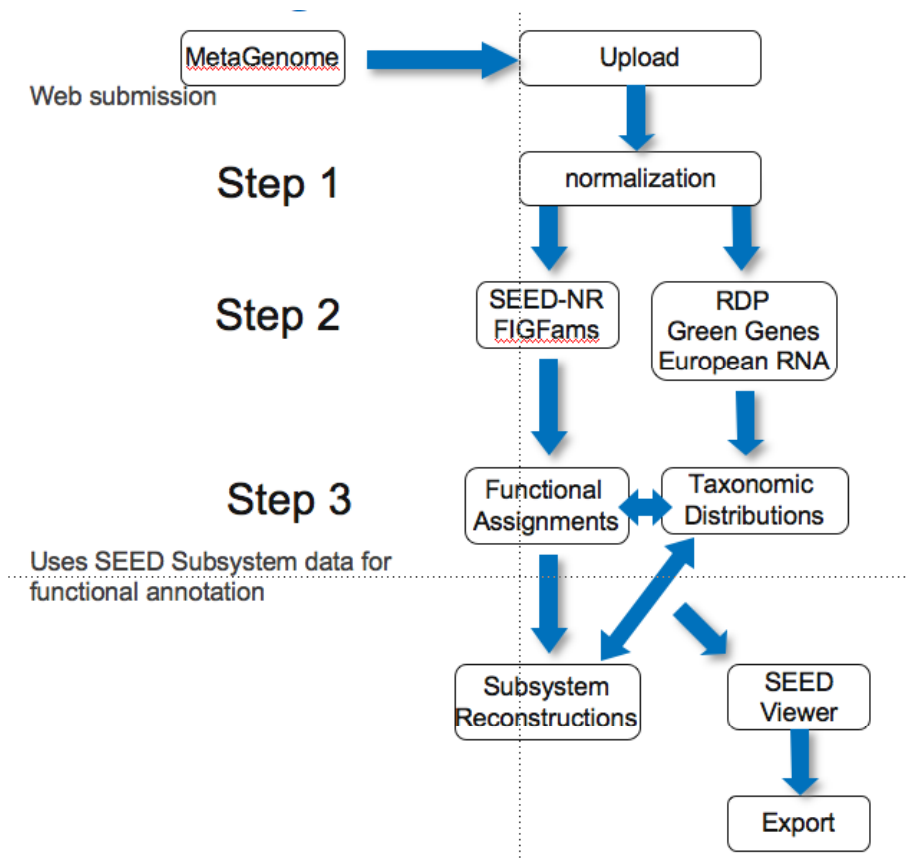 MetaGenome
Upload
Web submission
Step 1
normalization
Step 2
SEED-NR
FIGFams
RDP
Green Genes
European RNA
Step 3
Functional
Assignments
Taxonomic
Distributions
Uses SEED Subsystem data for
functional annotation
Subsystem
Reconstructions
SEED
Viewer
Export